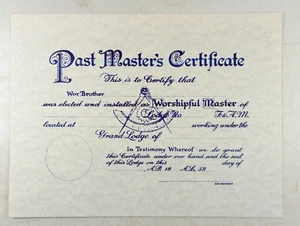 Past Master's Certificate
This is to Certify that
Wor. Brother
was elected and installed as Worshipful Master of
Lodge No. F.&A.M.
located at working under the
Grand Lodge of
In Testimony Whereof we do grant
this Certificate under our hand and the seal
of this Lodge on this day of
A.D. 19 A.L. 59